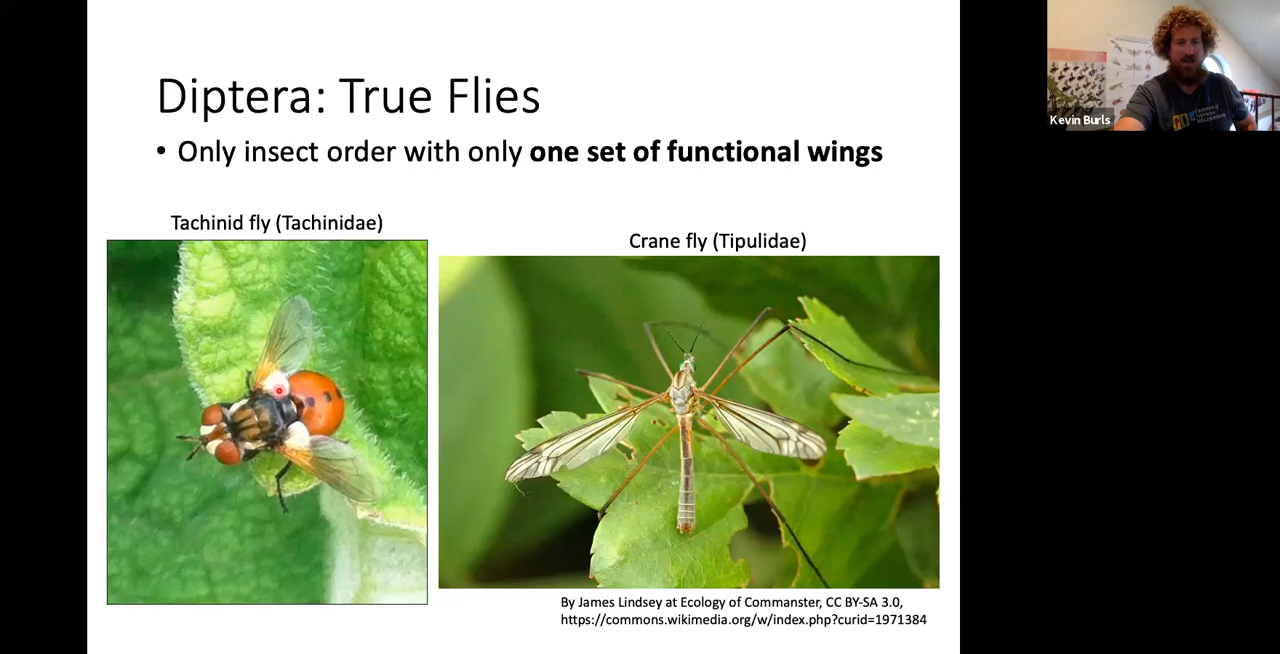 Diptera: True Flies
• Only insect order with only one set of functional wings
Tachinid fly (Tachinidae)
Crane fly (Tipulidae)
By James Lindsey at Ecology of Commanster, CC BY-SA 3.0,
https://commons.wikimedia.org/w/index.php?curid=1971384
Kevin Burls